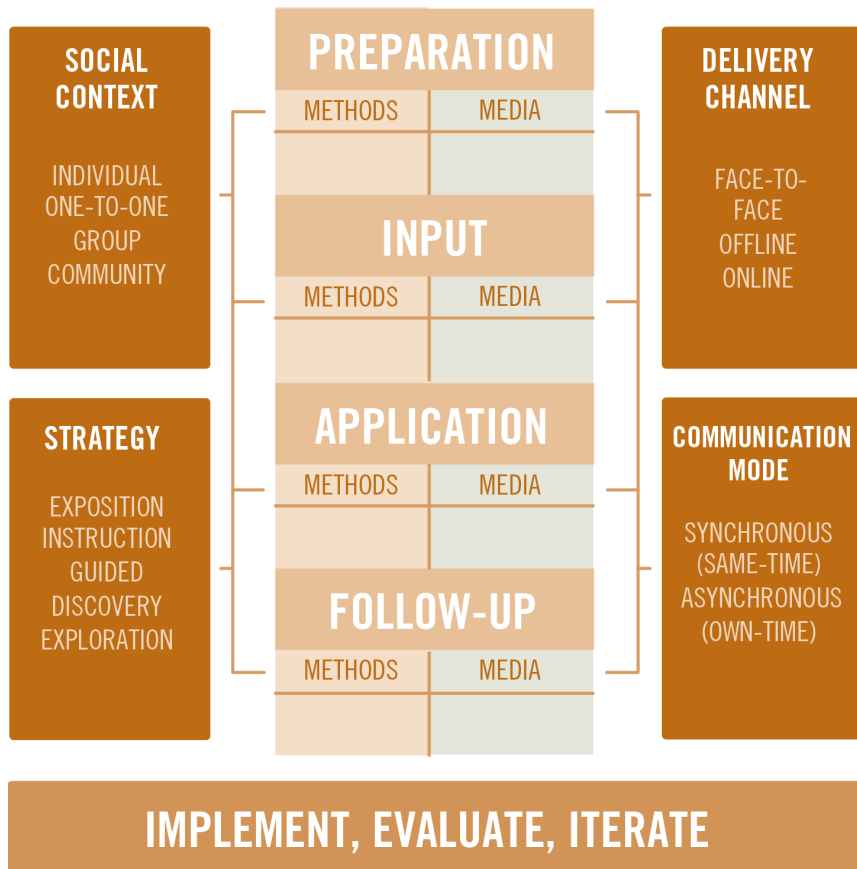 SOCIAL
CONTEXT
INDIVIDUAL
ONE-TO-ONE
GROUP
COMMUNITY
STRATEGY
EXPOSITION
INSTRUCTION
GUIDED
DISCOVERY
EXPLORATION
PREPARATION
METHODS MEDIA
INPUT
METHODS MEDIA
APPLICATION
METHODS MEDIA
FOLLOW-UP
METHODS MEDIA
DELIVERY
CHANNEL
FACE-TO-
FACE
OFFLINE
ONLINE
COMMUNICATION
MODE
SYNCHRONOUS
(SAME-TIME)
ASYNCHRONOUS
(OWN-TIME)
IMPLEMENT, EVALUATE, ITERATE